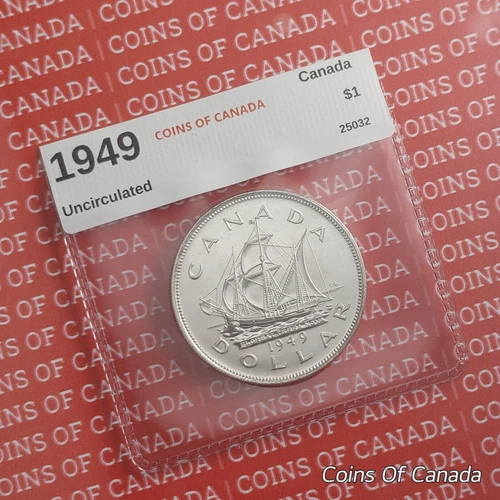 COINS OF CANADA | COINS OF CANADA | COINS OF CANADA
Canada
1949 COINS OF CANADA $1
25032
Uncirculated
CANADA
1949
DOLLAR
Coins Of Canada